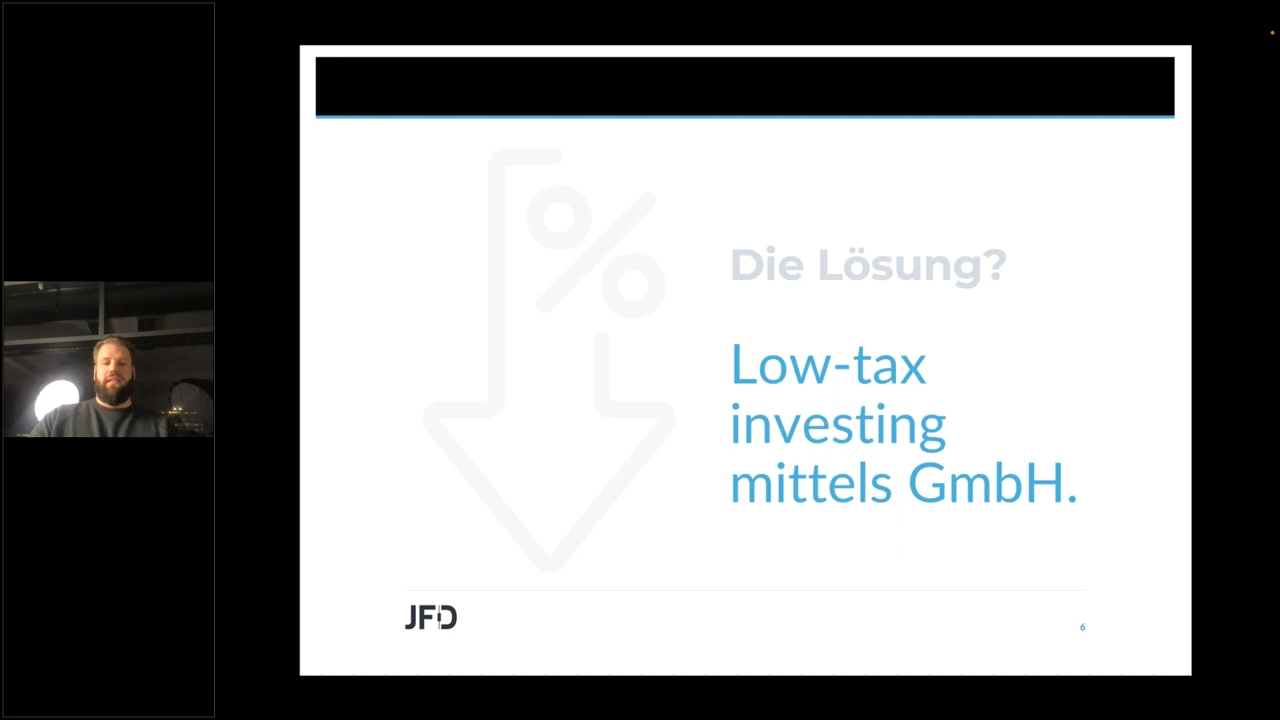 Die Lösung?
Low-tax
investing
mittels GmbH.
JFD
6